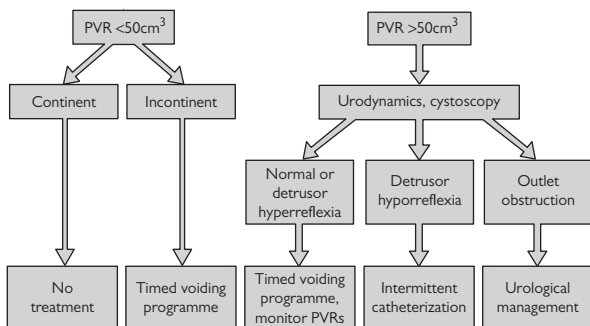 PVR <50cm³
PVR >50cm³
Continent
Incontinent
Urodynamics, cystoscopy
Normal or
detrusor
hyperreflexia
Detrusor
hyporreflexia
Outlet
obstruction
No
treatment
Timed voiding
programme
Timed voiding
programme,
monitor PVRs
Intermittent
catheterization
Urological
management